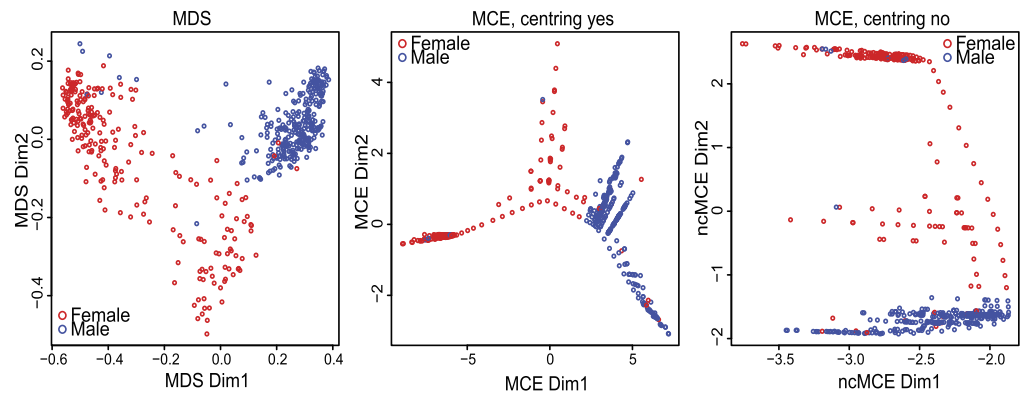 MDS
MDS Dim2
0.2
0.0
−0.2
−0.4
Female
Male
−0.6
−0.4
−0.2
0.0
0.2
0.4
MDS Dim1
MCE, centring yes
Female
Male
MCE Dim2
4
2
0
−2
−5
0
5
MCE Dim1
MCE, centring no
Female
Male
ncMCE Dim2
2
1
0
−1
−2
−3.5
−3.0
−2.5
−2.0
ncMCE Dim1